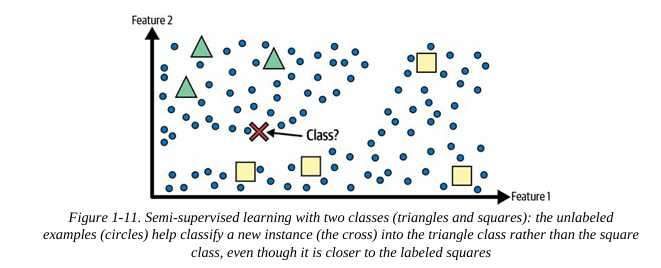 Feature 2
Class?
Feature 1
Figure 1-11. Semi-supervised learning with two classes (triangles and squares): the unlabeled
examples (circles) help classify a new instance (the cross) into the triangle class rather than the square
class, even though it is closer to the labeled squares